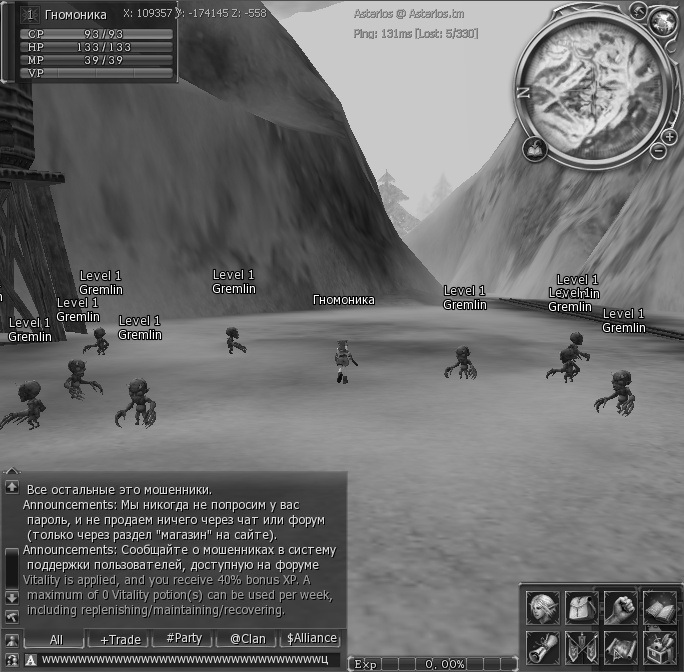 1 Гномоника
X: 109357 Y: -174145 Z: -558
Asterios @ Asterios.tm
CP 93/93
Ping: 131ms [Lost: 5/330]
HP 133/133
MP 39/39
VP
N
Level 1
Gremlin
Level 1
Gremlin
Level 1
Gremlin
Level 1
Gremlin
Level 1
Gremlin
Гномоника
Level 1
Gremlin
Level 1
Gremlin
Level 1
Gremlin
Level 1
Gremlin
Все остальные это мошенники.
Announcements: Мы никогда не попросим у вас
пароль, и не продаем ничего через чат или форум
(только через раздел "магазин" на сайте).
Announcements: Сообщайте о мошенниках в систему
поддержки пользователей, доступную на форуме
Vitality is applied, and you receive 40% bonus XP. A
maximum of 0 Vitality potion(s) can be used per week,
including replenishing/maintaining/recovering.
All +Trade #Party @Clan $Alliance
A wwwwwwwwwwwwwwwwwwwwwwwwwwwwwwwwwц
Exp 0.00%